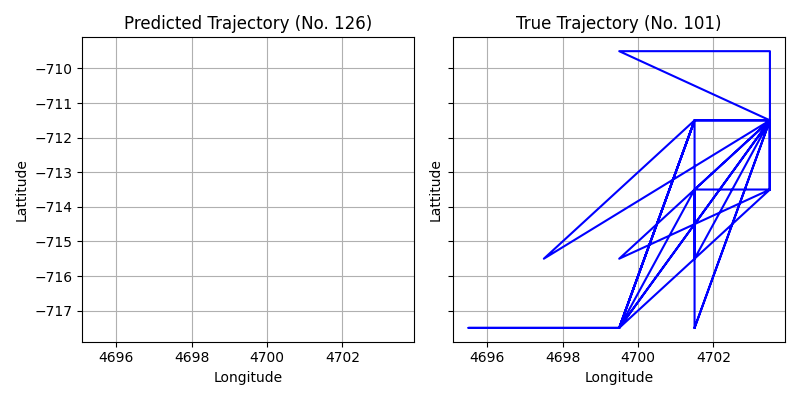 Predicted Trajectory (No. 126)
True Trajectory (No. 101)
−710
−711
−712
−713
−714
−715
−716
−717
Lattitude
Lattitude
4696 4698 4700 4702
4696 4698 4700 4702
Longitude
Longitude